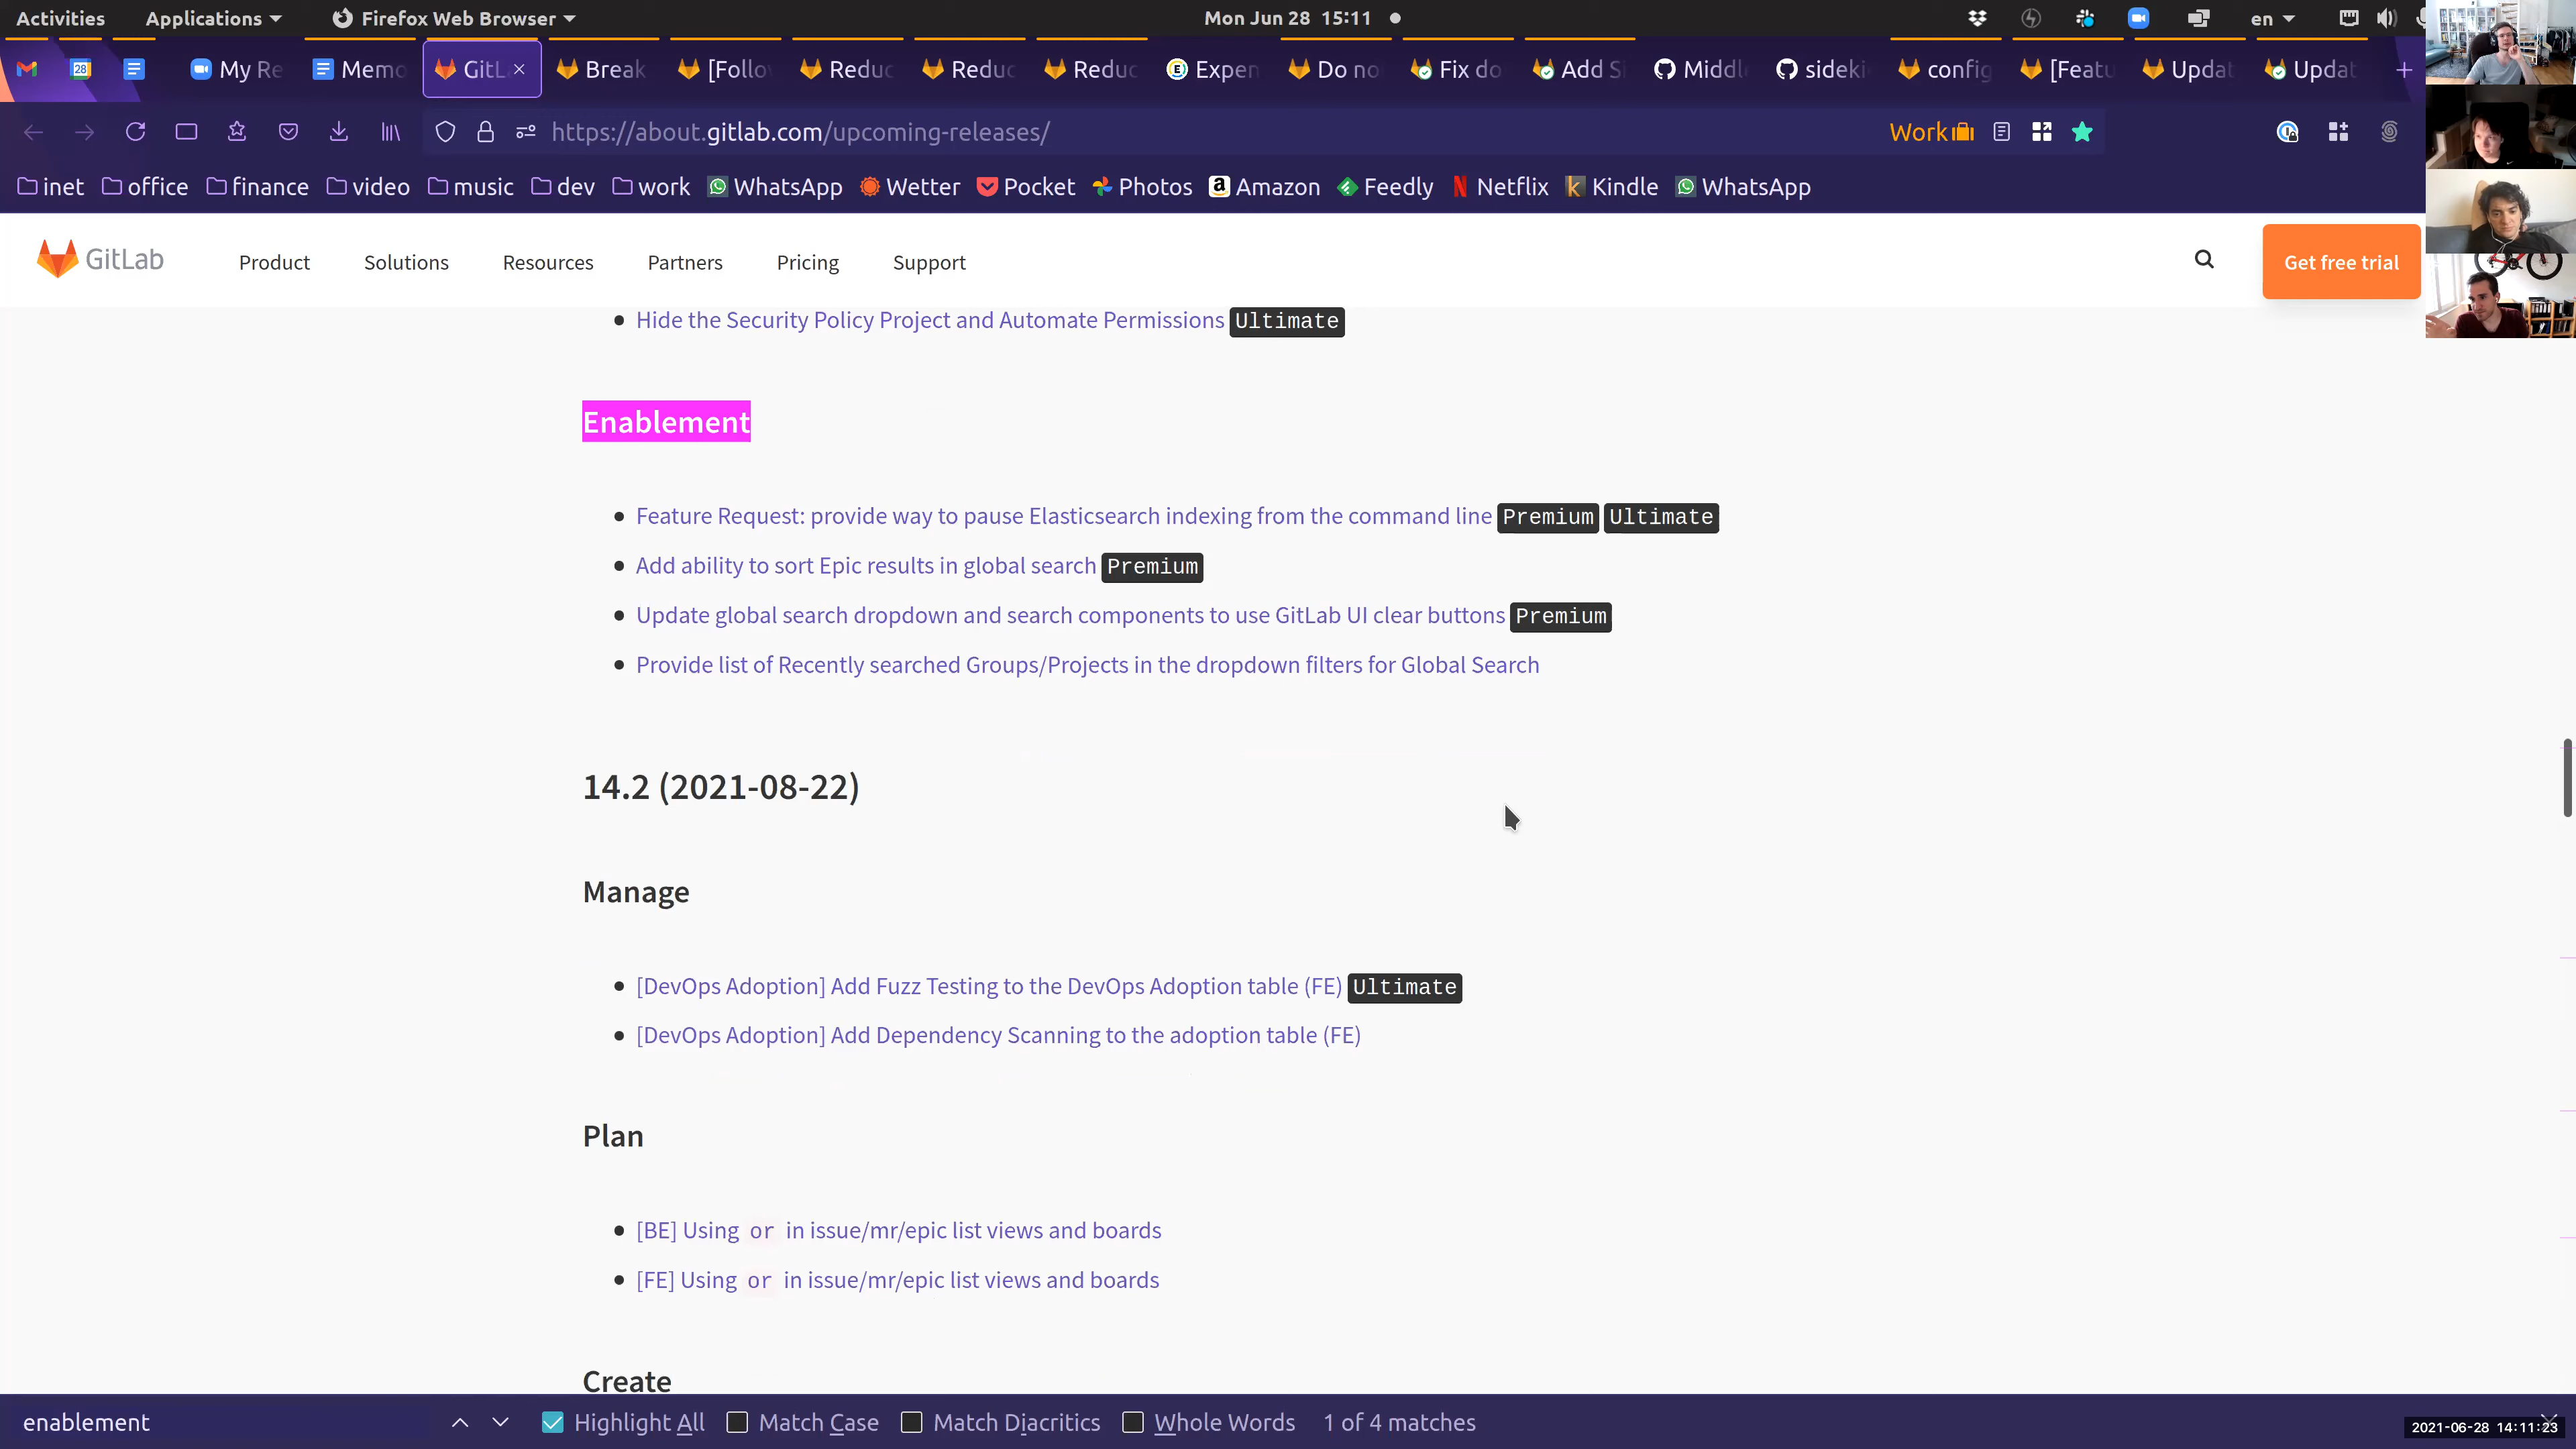 Activities Applications Firefox Web Browser Mon Jun 28 15:11 en
28 My Re Memo GitL Break [Follo Reduc Reduc Reduc Expen Do no Fix do Add S Middl sideki config [Featu Updat Updat
https://about.gitlab.com/upcoming-releases/ Work
inet office finance video music dev work WhatsApp Wetter Pocket Photos Amazon Feedly Netflix Kindle WhatsApp
GitLab Product Solutions Resources Partners Pricing Support Get free trial
Hide the Security Policy Project and Automate Permissions Ultimate
Enablement
Feature Request: provide way to pause Elasticsearch indexing from the command line Premium Ultimate
Add ability to sort Epic results in global search Premium
Update global search dropdown and search components to use GitLab UI clear buttons Premium
Provide list of Recently searched Groups/Projects in the dropdown filters for Global Search
14.2 (2021-08-22)
Manage
[DevOps Adoption] Add Fuzz Testing to the DevOps Adoption table (FE) Ultimate
[DevOps Adoption] Add Dependency Scanning to the adoption table (FE)
Plan
[BE] Using or in issue/mr/epic list views and boards
[FE] Using or in issue/mr/epic list views and boards
Create
enablement Highlight All Match Case Match Diacritics Whole Words 1 of 4 matches
2021-06-28 14:11:23